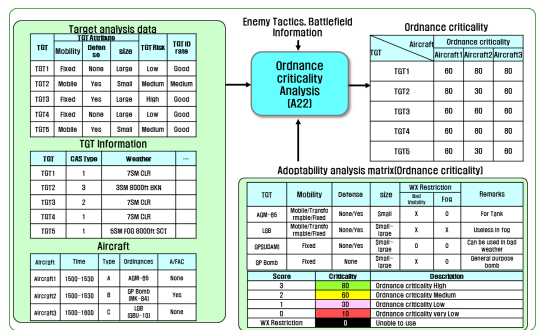 Target analysis data
TGT TGT Attribute TGT Risk TGT ID rate
Mobility Defense size
TGT1 Fixed None Large Low Good
TGT2 Mobile Yes Small Medium Medium
TGT3 Fixed Yes Large High Good
TGT4 Fixed None Large Low Good
TGT5 Mobile Yes Small Medium Good
TGT Information
TGT CAS Type Weather ...
TGT1 1 7SM CLR
TGT2 3 3SM 8000ft BKN
TGT3 2 7SM CLR
TGT4 1 7SM CLR
TGT5 1 5SM FOG 8000ft SCT
Aircraft
Aircraft Time Type Ordnances A/FAC
Aircraft1 1500~1530 A AGM-65 None
Aircraft2 1500~1530 B GP Bomb (MK-84) Yes
Aircraft3 1500~1600 C LGB (GBU-10) None
Enemy Tactics, Battlefield
Information
Ordnance
criticality
Analysis
(A22)
Ordnance criticality
TGT Aircraft Ordnance criticality
Aircraft1 Aircraft2 Aircraft3
TGT1 60 80 80
TGT2 80 30 60
TGT3 60 60 60
TGT4 60 80 80
TGT5 60 30 60
Adoptability analysis matrix(Ordnance criticality)
TGT Mobility Defense size WX Restriction Remarks
Bad Visibility Fog
AGM-65 Mobile/Transformable/Fixed None/Yes Small X O For Tank
LGB Mobile/Transformable/Fixed None/Yes Small~large X X Useless in fog
GPS(JDAM) Fixed None/Yes Small~large O O Can be used in bad weather
GP Bomb Fixed None Small~large X O General purpose bomb
Score Criticality Description
3 80 Ordnance criticality High
2 60 Ordnance criticality Medium
1 30 Ordnance criticality Low
0 10 Ordnance criticality very Low
WX Restriction 0 Unable to use